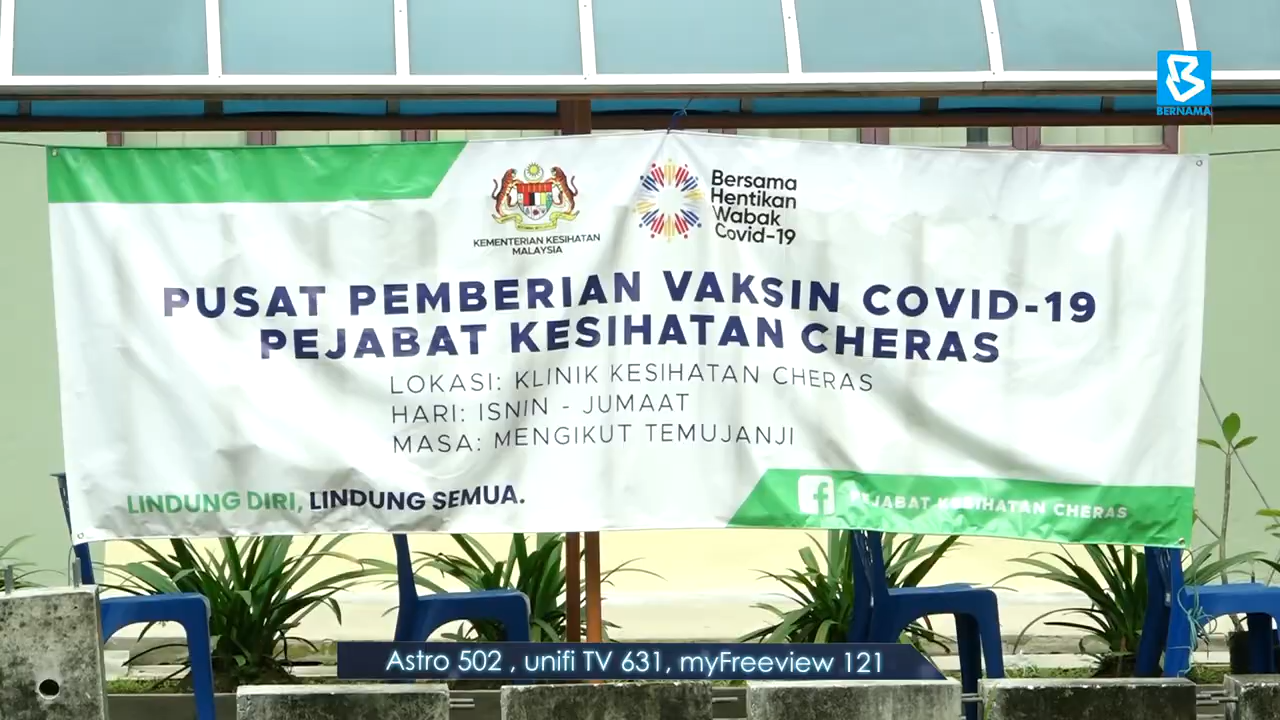 BERNAMA
KEMENTERIAN KESIHATAN
MALAYSIA
Bersama
Hentikan
Wabak
Covid-19
PUSAT PEMBERIAN VAKSIN COVID-19
PEJABAT KESIHATAN CHERAS
LOKASI: KLINIK KESIHATAN CHERAS
HARI: ISNIN - JUMAAT
MASA: MENGIKUT TEMUJANJI
LINDUNG DIRI, LINDUNG SEMUA.
PEJABAT KESIHATAN CHERAS
Astro 502 , unifi TV 631, myFreeview 121